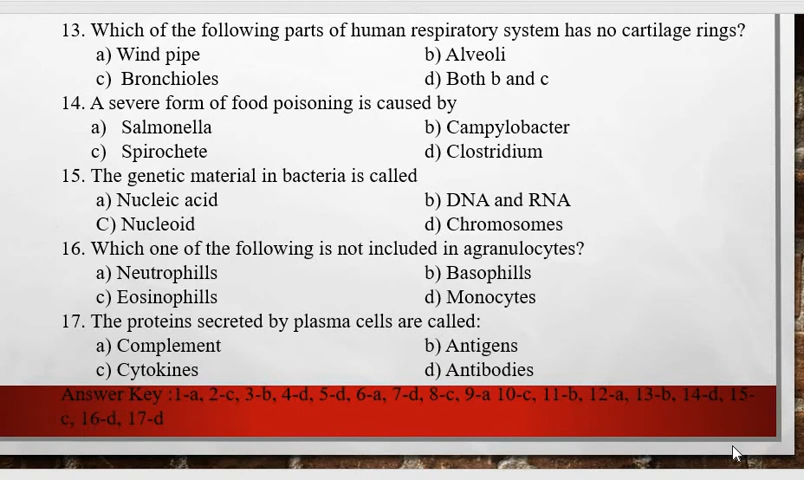 13. Which of the following parts of human respiratory system has no cartilage rings?
a) Wind pipe b) Alveoli
c) Bronchioles d) Both b and c
14. A severe form of food poisoning is caused by
a) Salmonella b) Campylobacter
c) Spirochete d) Clostridium
15. The genetic material in bacteria is called
a) Nucleic acid b) DNA and RNA
C) Nucleoid d) Chromosomes
16. Which one of the following is not included in agranulocytes?
a) Neutrophills b) Basophills
c) Eosinophills d) Monocytes
17. The proteins secreted by plasma cells are called:
a) Complement b) Antigens
c) Cytokines d) Antibodies
Answer Key :1-a, 2-c, 3-b, 4-d, 5-d, 6-a, 7-d, 8-c, 9-a 10-c, 11-b, 12-a, 13-b, 14-d, 15-
c, 16-d, 17-d